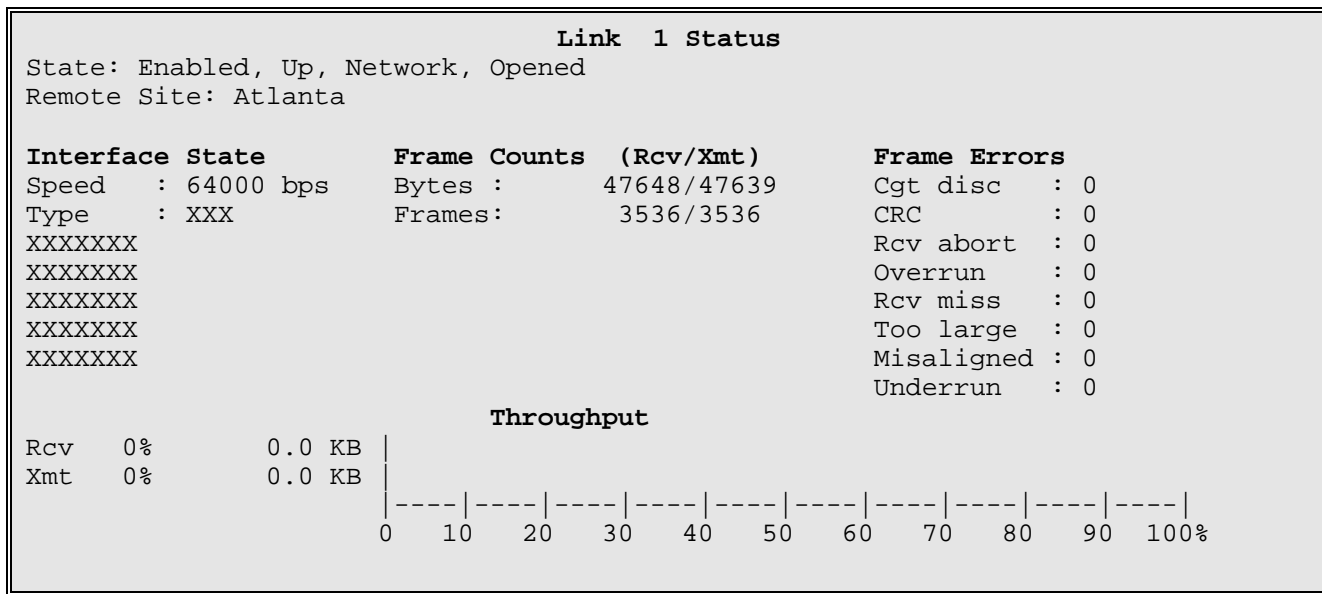 Link  1 Status
State: Enabled, Up, Network, Opened
Remote Site: Atlanta
Interface State       Frame Counts  (Rcv/Xmt)       Frame Errors
Speed   : 64000 bps    Bytes :      47648/47639      Cgt disc   : 0
Type    : XXX          Frames:       3536/3536       CRC        : 0
XXXXXXX                                              Rcv abort  : 0
XXXXXXX                                              Overrun    : 0
XXXXXXX                                              Rcv miss   : 0
XXXXXXX                                              Too large  : 0
XXXXXXX                                              Misaligned : 0
                                                     Underrun   : 0
Throughput
Rcv   0%       0.0 KB |
Xmt   0%       0.0 KB |
|----|----|----|----|----|----|----|----|----|----|
0   10   20   30   40   50   60   70   80   90  100%